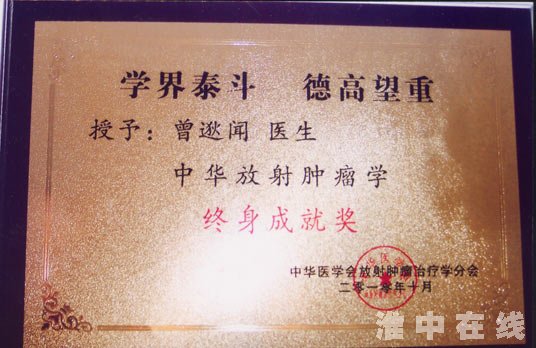 学界泰斗 德高望重
授予：曾逖闻 医生
中华放射肿瘤学
终身成就奖
中华医学会放射肿瘤治疗学分会
二零一零年十月
淮中在线